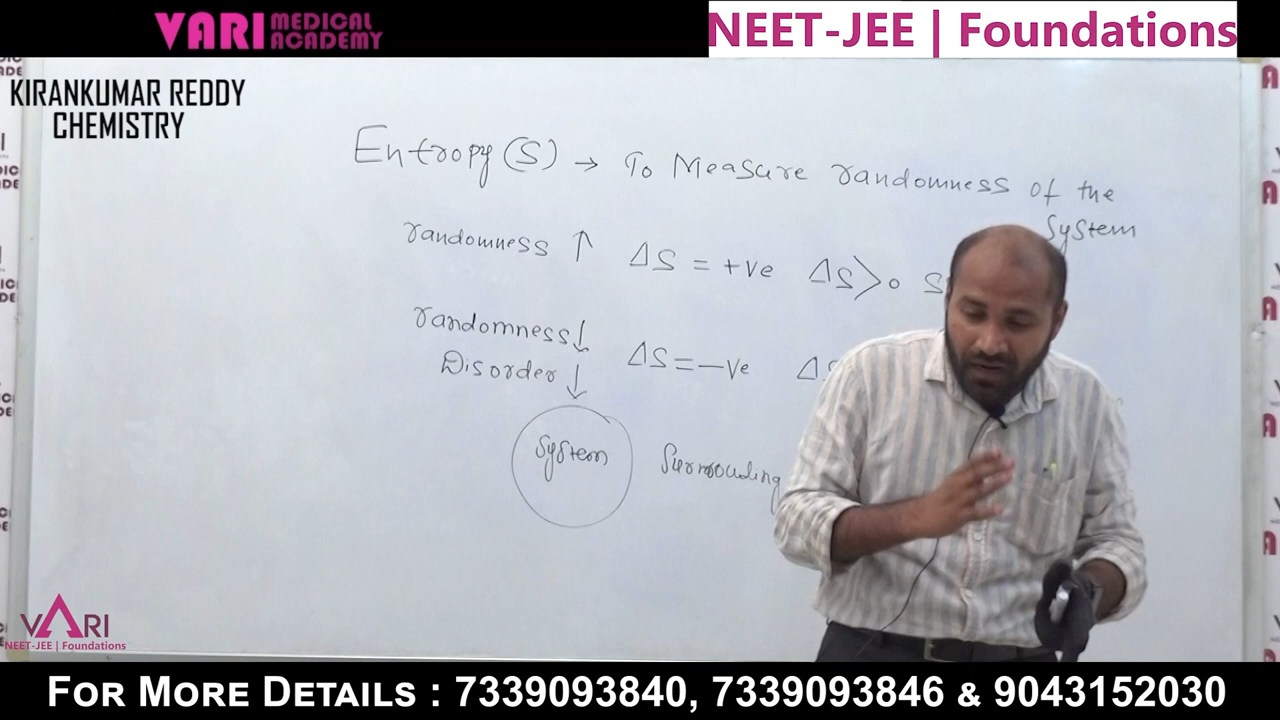 VARI MEDICAL ACADEMY
NEET-JEE | Foundations
KIRANKUMAR REDDY
CHEMISTRY
Entropy (S) → To Measure randomness of the
System
randomness ↑ ΔS = +ve ΔS > 0
randomness ↓ ΔS = -ve
Disorder ↓
System Surrouding
VARI
NEET-JEE | Foundations
FOR MORE DETAILS : 7339093840, 7339093846 & 9043152030